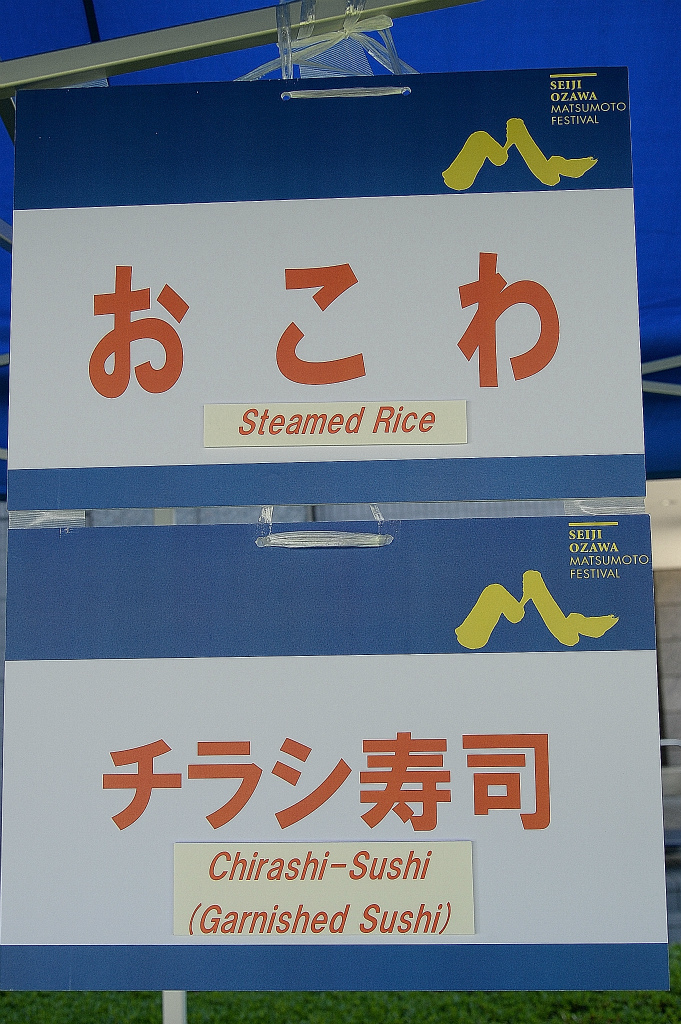 SEIJI
OZAWA
MATSUMOTO
FESTIVAL
おこわ
Steamed Rice
SEIJI
OZAWA
MATSUMOTO
FESTIVAL
チラシ寿司
Chirashi-Sushi
(Garnished Sushi)